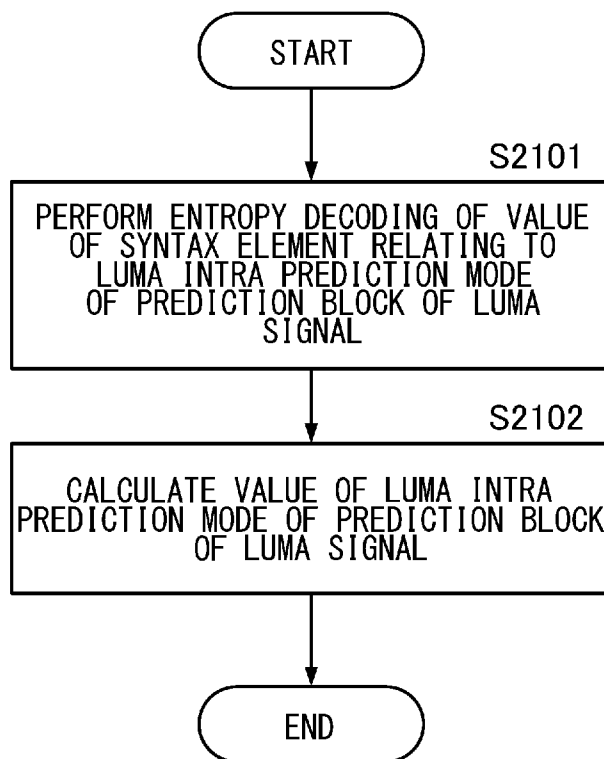 START
S2101
PERFORM ENTROPY DECODING OF VALUE
OF SYNTAX ELEMENT RELATING TO
LUMA INTRA PREDICTION MODE
OF PREDICTION BLOCK OF LUMA
SIGNAL
S2102
CALCULATE VALUE OF LUMA INTRA
PREDICTION MODE OF PREDICTION BLOCK
OF LUMA SIGNAL
END